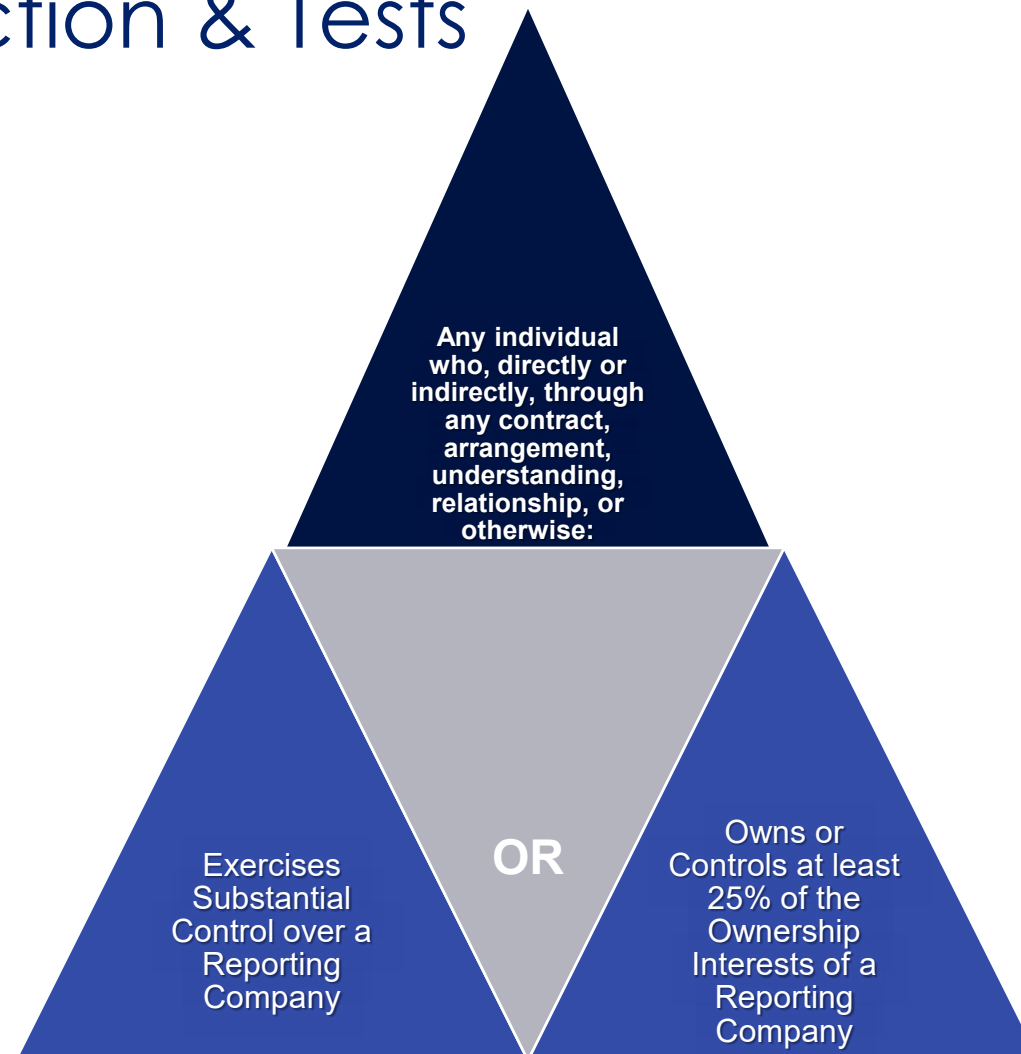 ction & Tests
Any individual
who, directly or
indirectly, through
any contract,
arrangement,
understanding,
relationship, or
otherwise:
Exercises
Substantial
Control over a
Reporting
Company
OR
Owns or
Controls at least
25% of the
Ownership
Interests of a
Reporting
Company